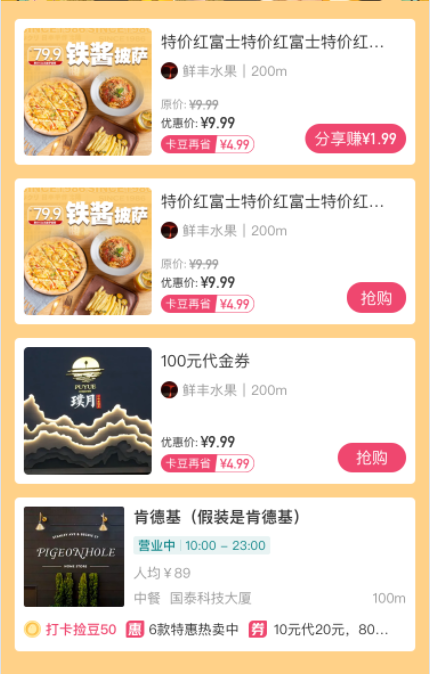 79.9 铁酱披萨
特价红富士特价红富士特价红...
鲜丰水果 | 200m
原价: ¥9.99
优惠价: ¥9.99
卡豆再省 ¥4.99
分享赚¥1.99
79.9 铁酱披萨
特价红富士特价红富士特价红...
鲜丰水果 | 200m
原价: ¥9.99
优惠价: ¥9.99
卡豆再省 ¥4.99
抢购
PUYUE
璞月
100元代金券
鲜丰水果 | 200m
优惠价: ¥9.99
卡豆再省 ¥4.99
抢购
PIGEONHOLE
肯德基（假装是肯德基）
营业中 | 10:00 - 23:00
人均 ¥ 89
中餐 国泰科技大厦 100m
打卡捡豆50 惠 6款特惠热卖中 券 10元代20元，80...